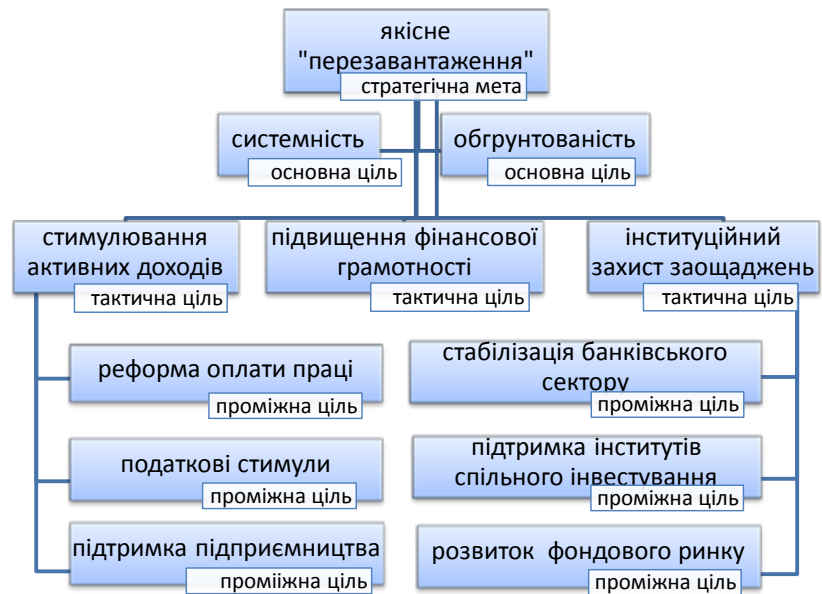 якісне
"перезавантаження"
стратегічна мета
системність
основна ціль
обгрунтованість
основна ціль
стимулювання
активних доходів
тактична ціль
підвищення фінансової
грамотності
тактична ціль
інституційний
захист заощаджень
тактична ціль
реформа оплати праці
проміжна ціль
податкові стимули
проміжна ціль
підтримка підприємництва
промііжна ціль
стабілізація банківського
сектору
проміжна ціль
підтримка інститутів
спільного інвестування
проміжна ціль
розвиток фондового ринку
проміжна ціль